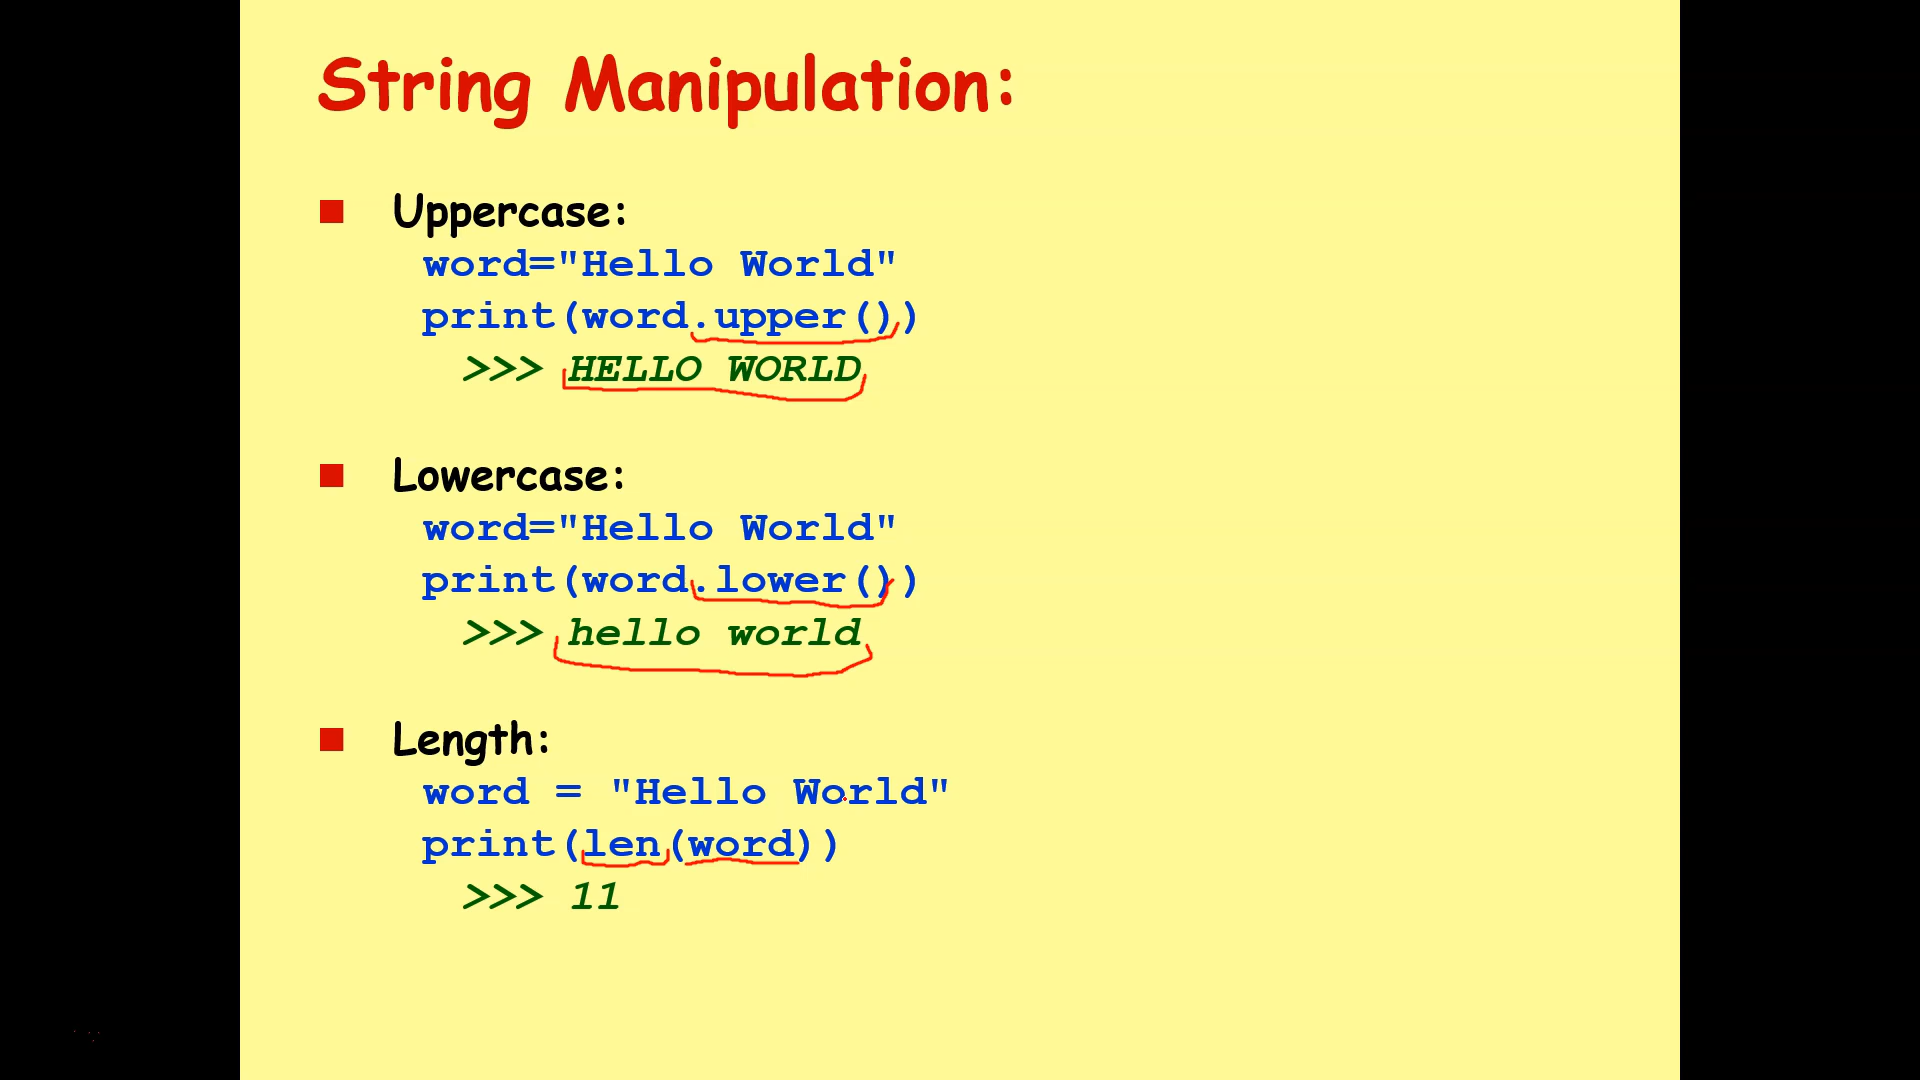 String Manipulation:
Uppercase:
word="Hello World"
print(word.upper())
>>> HELLO WORLD
Lowercase:
word="Hello World"
print(word.lower())
>>> hello world
Length:
word = "Hello World"
print(len(word))
>>> 11